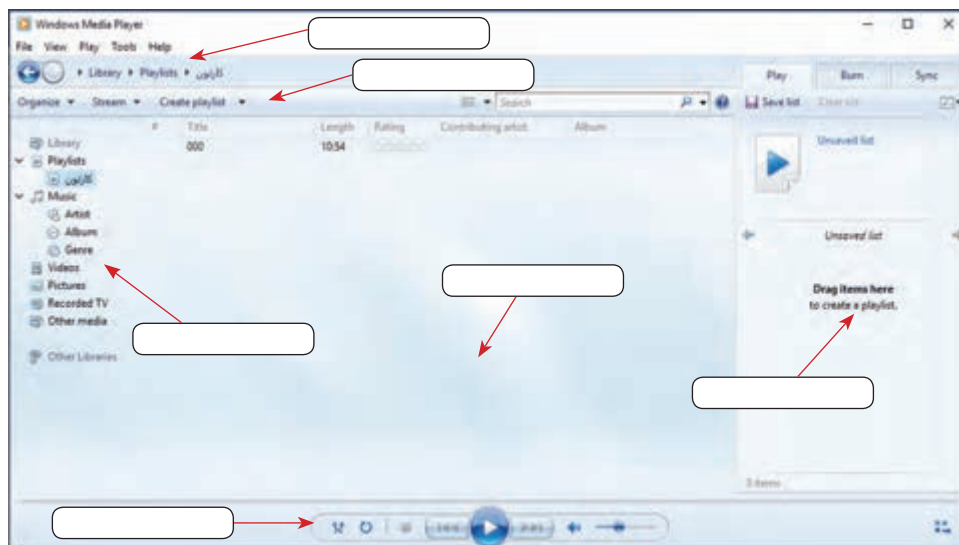 Windows Media Player
File View Play Tools Help
Library Playlists کارتون
Play Burn Sync
Organize Stream Create playlist Search Save list Clear list
# Title Length Rating Contributing artist Album
000 10:54
Library
Playlists
کارتون
Music
Artist
Album
Genre
Videos
Pictures
Recorded TV
Other media
Other Libraries
Unsaved list
Unsaved list
Drag items here
to create a playlist.
items